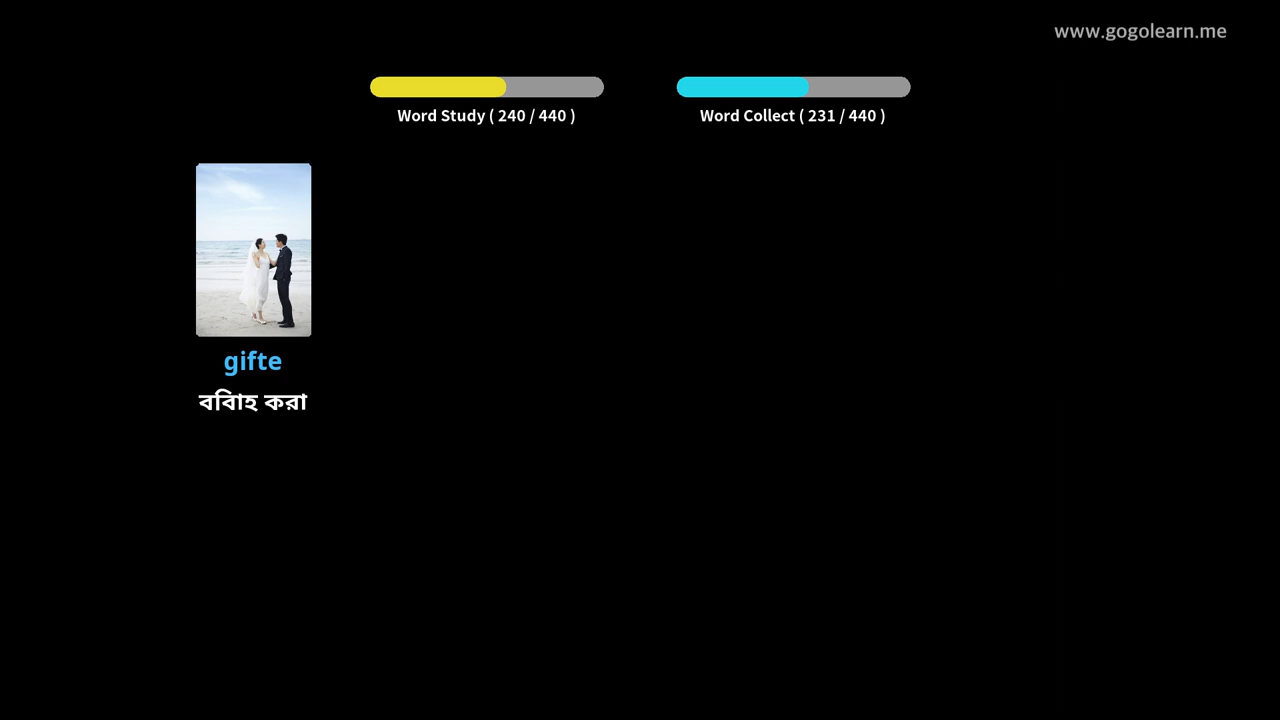 www.gogolearn.me
Word Study ( 240 / 440 )
Word Collect ( 231 / 440 )
gifte
ববিাহ করা